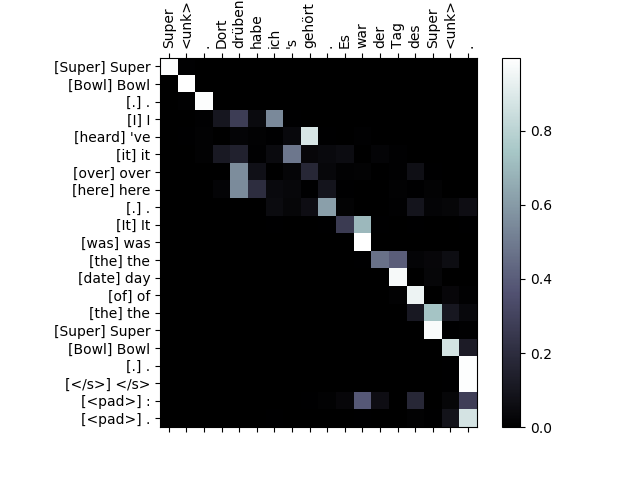 Super <unk> . Dort drüben habe ich 's gehört . Es war der Tag des Super <unk> .
[Super] Super
[Bowl] Bowl
[.] .
[I] I
[heard] 've
[it] it
[over] over
[here] here
[.] .
[It] It
[was] was
[the] the
[date] day
[of] of
[the] the
[Super] Super
[Bowl] Bowl
[.] .
[</s>] </s>
[<pad>] :
[<pad>] .
0.8
0.6
0.4
0.2
0.0